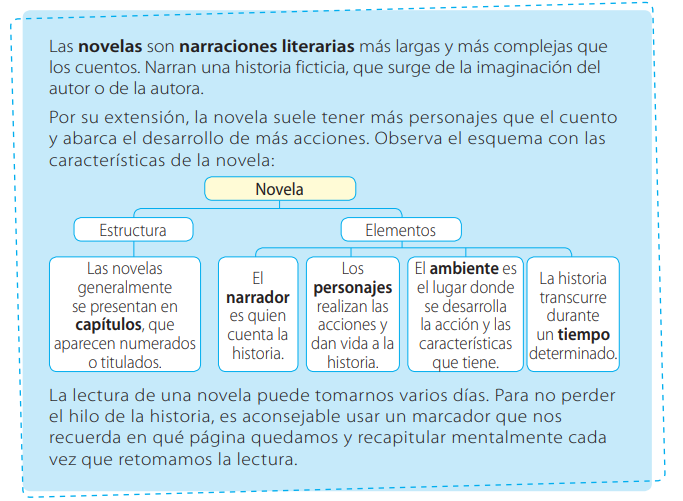 Las novelas son narraciones literarias más largas y más complejas que
los cuentos. Narran una historia ficticia, que surge de la imaginación del
autor o de la autora.
Por su extensión, la novela suele tener más personajes que el cuento
y abarca el desarrollo de más acciones. Observa el esquema con las
características de la novela:
Novela
Estructura
Las novelas
generalmente
se presentan en
capítulos, que
aparecen numerados
o titulados.
Elementos
El
narrador
es quien
cuenta la
historia.
Los
personajes
realizan las
acciones y
dan vida a la
historia.
El ambiente es
el lugar donde
se desarrolla
la acción y las
características
que tiene.
La historia
transcurre
durante
un tiempo
determinado.
La lectura de una novela puede tomarnos varios días. Para no perder
el hilo de la historia, es aconsejable usar un marcador que nos
recuerda en qué página quedamos y recapitular mentalmente cada
vez que retomamos la lectura.